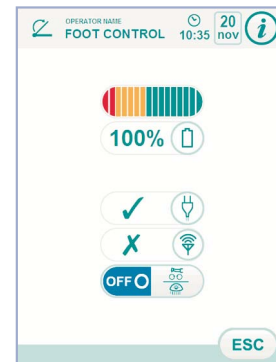 OPERATOR NAME
FOOT CONTROL
10:35
20
nov
i
100%
OFF
ESC